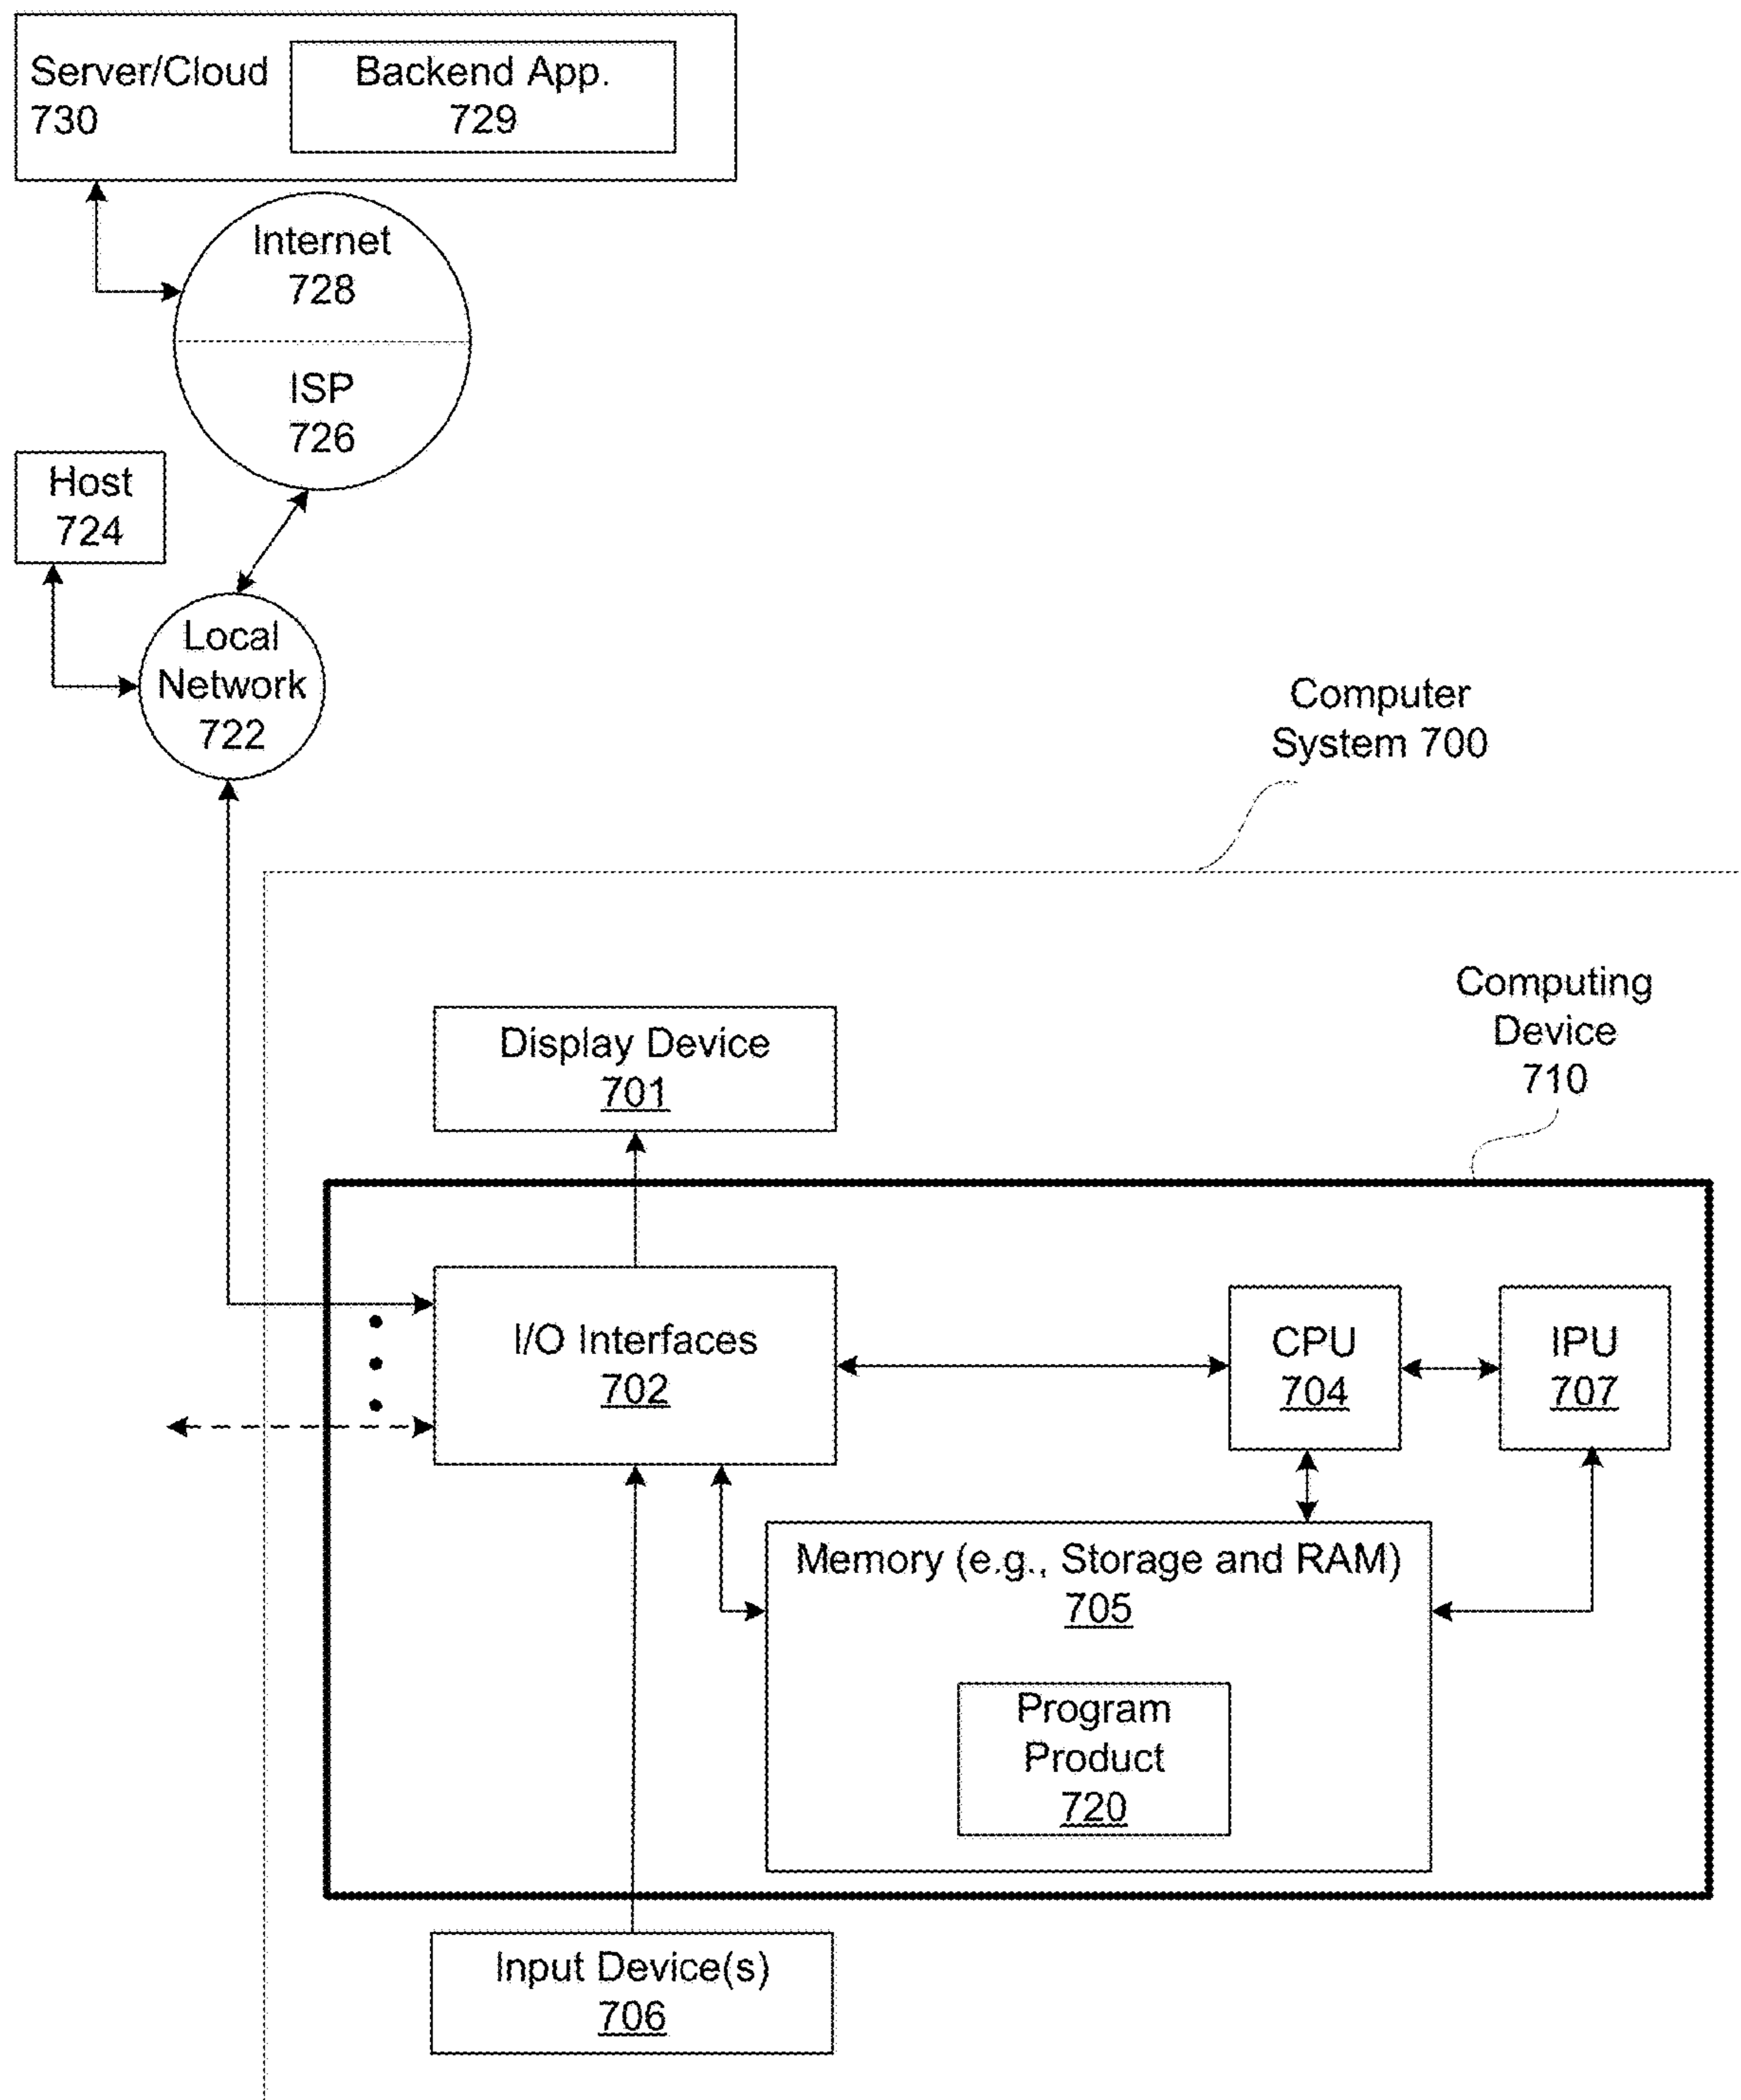 Server/Cloud
730
Backend App.
729
Internet
728
ISP
726
Host
724
Local
Network
722
Computer
System 700
Computing
Device
710
Display Device
701
I/O Interfaces
702
CPU
704
IPU
707
Memory (e.g., Storage and RAM)
705
Program
Product
720
Input Device(s)
706